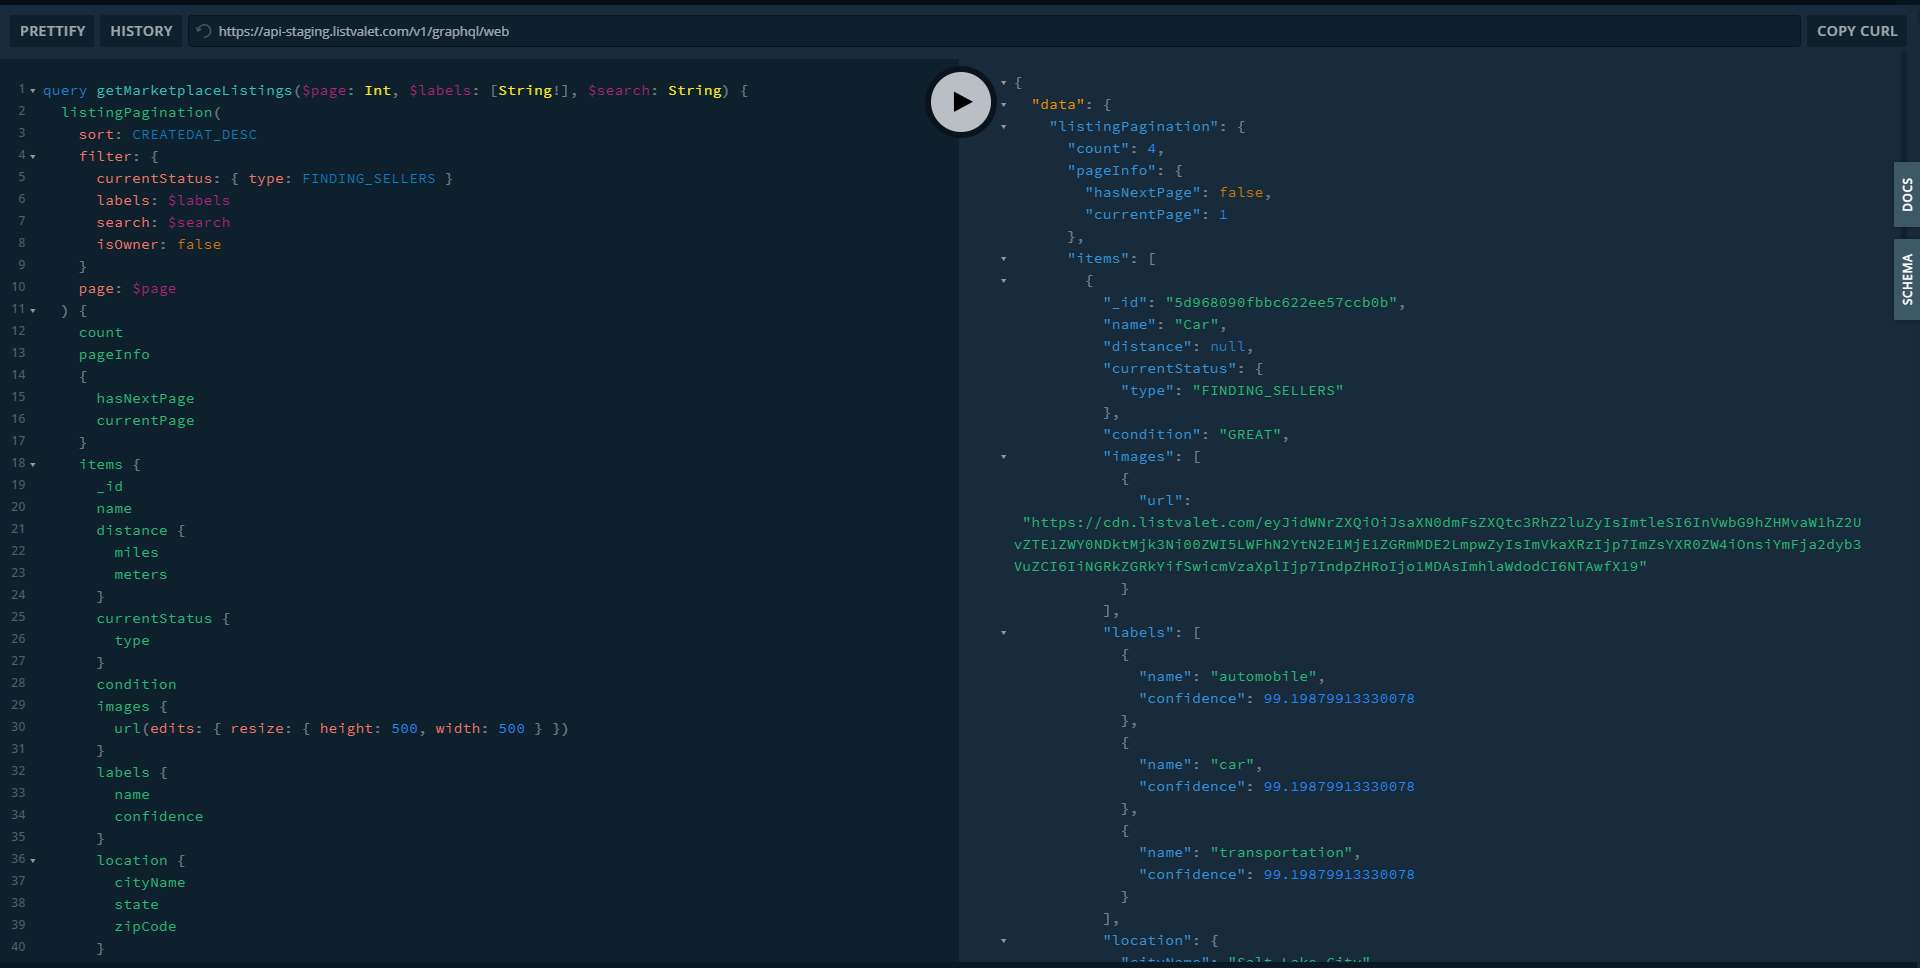 PRETTIFY HISTORY https://api-staging.listvalet.com/v1/graphql/web COPY CURL
1 query getMarketplaceListings($page: Int, $labels: [String!], $search: String) {
2 listingPagination(
3 sort: CREATEDAT_DESC
4 filter: {
5 currentStatus: { type: FINDING_SELLERS }
6 labels: $labels
7 search: $search
8 isOwner: false
9 }
10 page: $page
11 ) {
12 count
13 pageInfo
14 {
15 hasNextPage
16 currentPage
17 }
18 items {
19 _id
20 name
21 distance {
22 miles
23 meters
24 }
25 currentStatus {
26 type
27 }
28 condition
29 images {
30 url(edits: { resize: { height: 500, width: 500 } })
31 }
32 labels {
33 name
34 confidence
35 }
36 location {
37 cityName
38 state
39 zipCode
40 }
{
"data": {
"listingPagination": {
"count": 4,
"pageInfo": {
"hasNextPage": false,
"currentPage": 1
},
"items": [
{
"_id": "5d968090fbbc622ee57ccb0b",
"name": "Car",
"distance": null,
"currentStatus": {
"type": "FINDING_SELLERS"
},
"condition": "GREAT",
"images": [
{
"url":
"https://cdn.listvalet.com/eyJidWNrZXQiOiJsaXN0dmFsZXQtc3RhZ2luZyIsImtleSI6InVwbG9hZHMvaW1hZ2U
vZTE1ZWY0NDktMjk3Ni00ZWI5LWFhN2YtN2E1MjE1ZGRmMDE2LmpwZyIsImVkaXRzIjp7ImZsYXR0ZW4iOnsiYmFja2dyb3
VuZCI6IiNGRkZGRkYifSwicmVzaXplIjp7IndpZHRoIjo1MDAsImhlaWdodCI6NTAwfX19"
}
],
"labels": [
{
"name": "automobile",
"confidence": 99.19879913330078
},
{
"name": "car",
"confidence": 99.19879913330078
},
{
"name": "transportation",
"confidence": 99.19879913330078
}
],
"location": {
"cityName": "Salt Lake City"
DOCS
SCHEMA